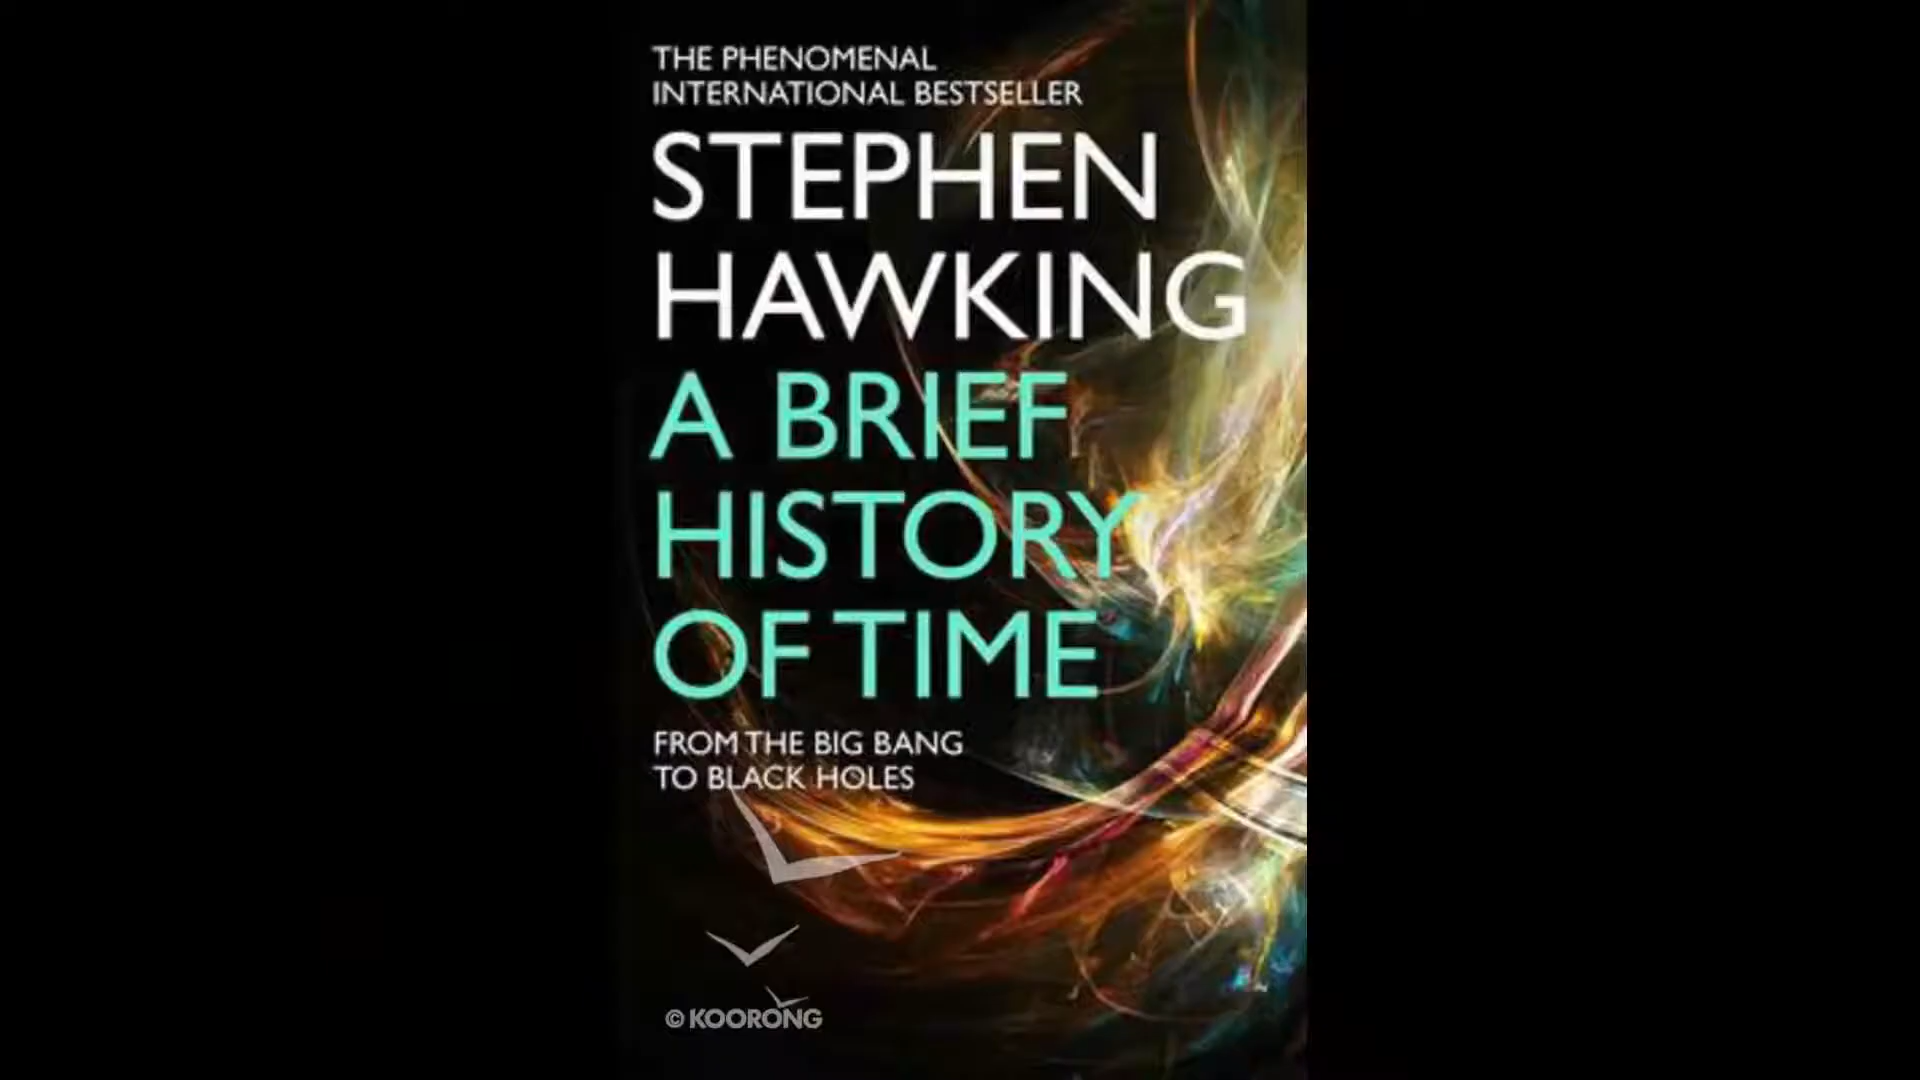 THE PHENOMENAL
INTERNATIONAL BESTSELLER
STEPHEN
HAWKING
A BRIEF
HISTORY
OF TIME
FROM THE BIG BANG
TO BLACK HOLES
© KOORONG